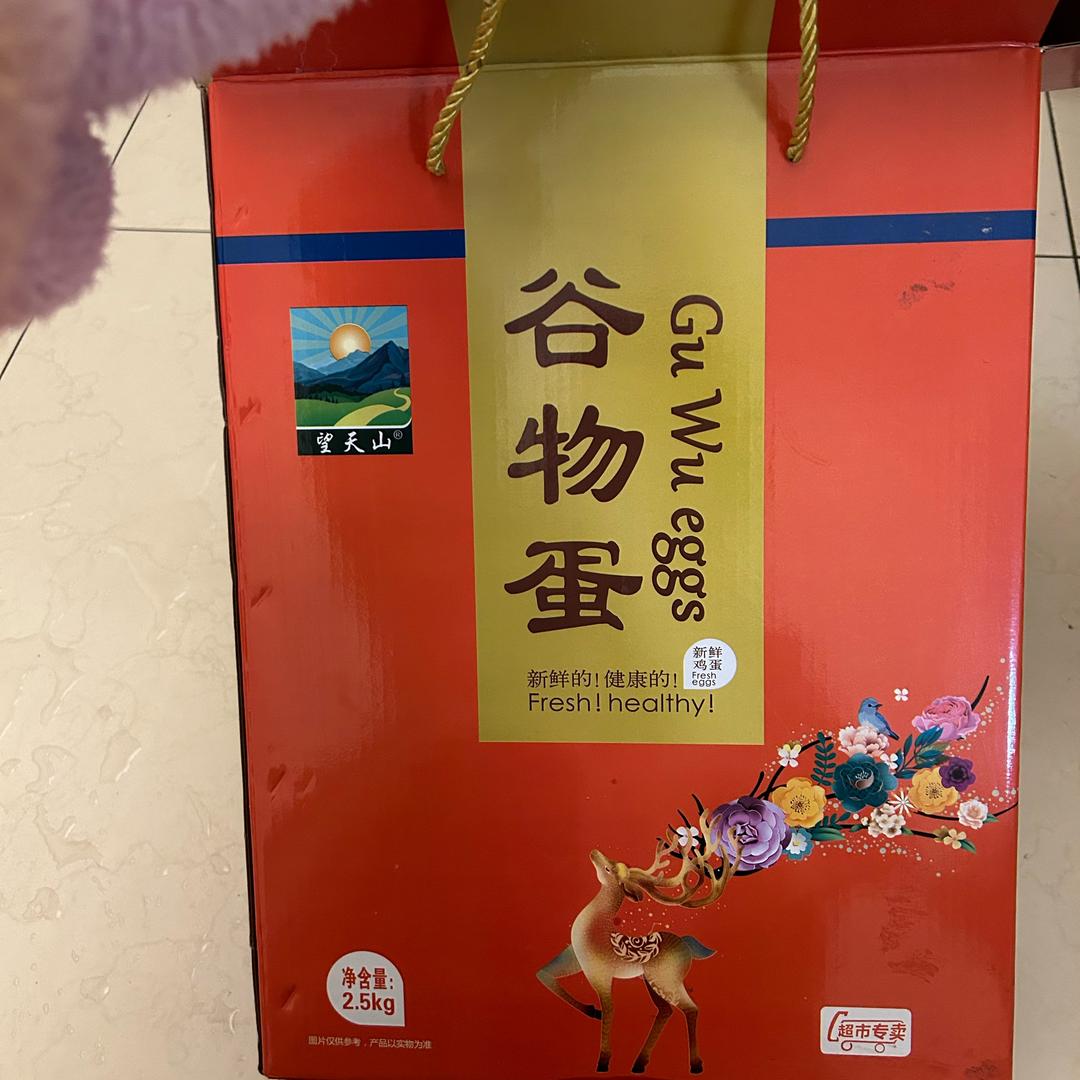 谷物蛋
Gu Wu eggs
望天山®
新鲜的!健康的!
Fresh! healthy!
新鲜
鸡蛋
Fresh
eggs
净含量:
2.5kg
图片仅供参考,产品以实物为准
超市专卖